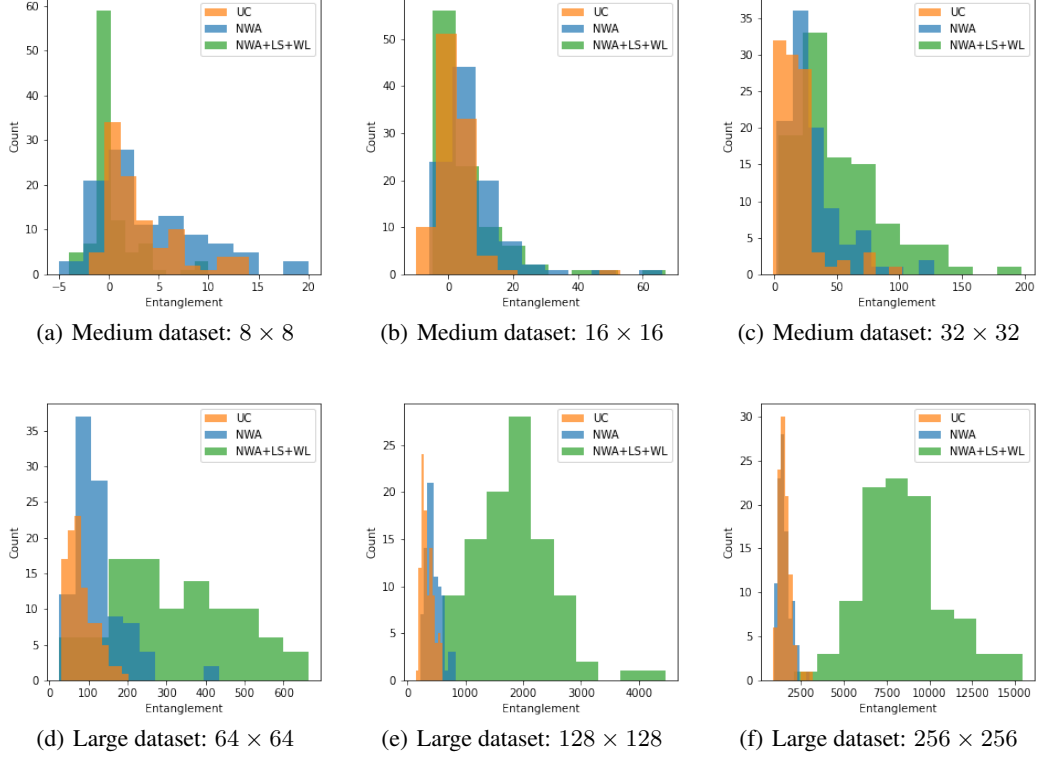 60
50
40
30
20
10
0
Count
UC
NWA
NWA+LS+WL
−5 0 5 10 15 20
Entanglement
(a) Medium dataset: 8 × 8
50
40
30
20
10
0
Count
UC
NWA
NWA+LS+WL
0 20 40 60
Entanglement
(b) Medium dataset: 16 × 16
35
30
25
20
15
10
5
0
Count
UC
NWA
NWA+LS+WL
0 50 100 150 200
Entanglement
(c) Medium dataset: 32 × 32
35
30
25
20
15
10
5
0
Count
UC
NWA
NWA+LS+WL
0 100 200 300 400 500 600
Entanglement
(d) Large dataset: 64 × 64
25
20
15
10
5
0
Count
UC
NWA
NWA+LS+WL
0 1000 2000 3000 4000
Entanglement
(e) Large dataset: 128 × 128
30
25
20
15
10
5
0
Count
UC
NWA
NWA+LS+WL
2500 5000 7500 10000 12500 15000
Entanglement
(f) Large dataset: 256 × 256